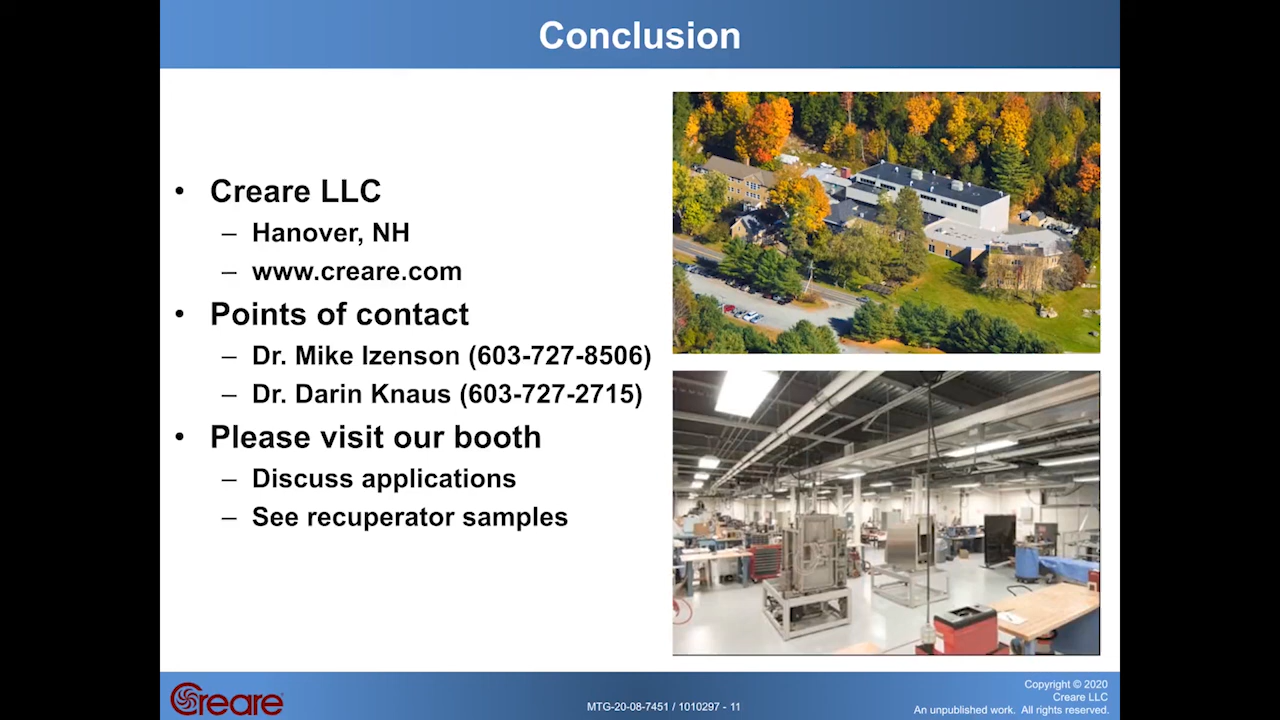 Conclusion
• Creare LLC
– Hanover, NH
– www.creare.com
• Points of contact
– Dr. Mike Izenson (603-727-8506)
– Dr. Darin Knaus (603-727-2715)
• Please visit our booth
– Discuss applications
– See recuperator samples
Creare
MTG-20-08-7451 / 1010297 - 11
Copyright © 2020
Creare LLC
An unpublished work. All rights reserved.